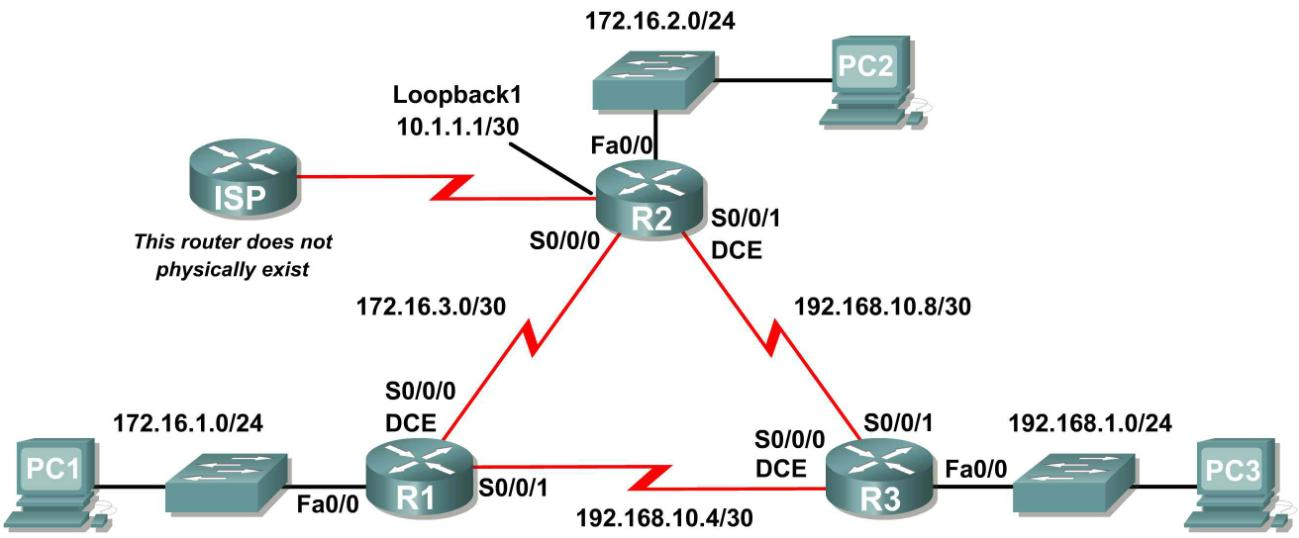 172.16.2.0/24
PC2
Loopback1
10.1.1.1/30
Fa0/0
ISP
R2
S0/0/1
DCE
This router does not
physically exist
S0/0/0
172.16.3.0/30
192.168.10.8/30
S0/0/0
DCE
172.16.1.0/24
S0/0/1
192.168.1.0/24
S0/0/0
DCE
PC1
Fa0/0
R1
S0/0/1
192.168.10.4/30
R3
Fa0/0
PC3